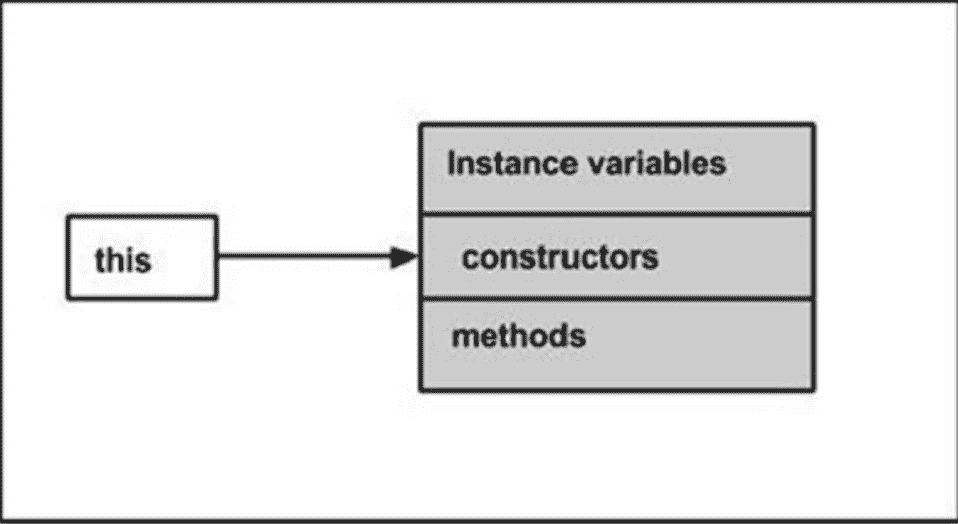 Instance variables
this
constructors
methods